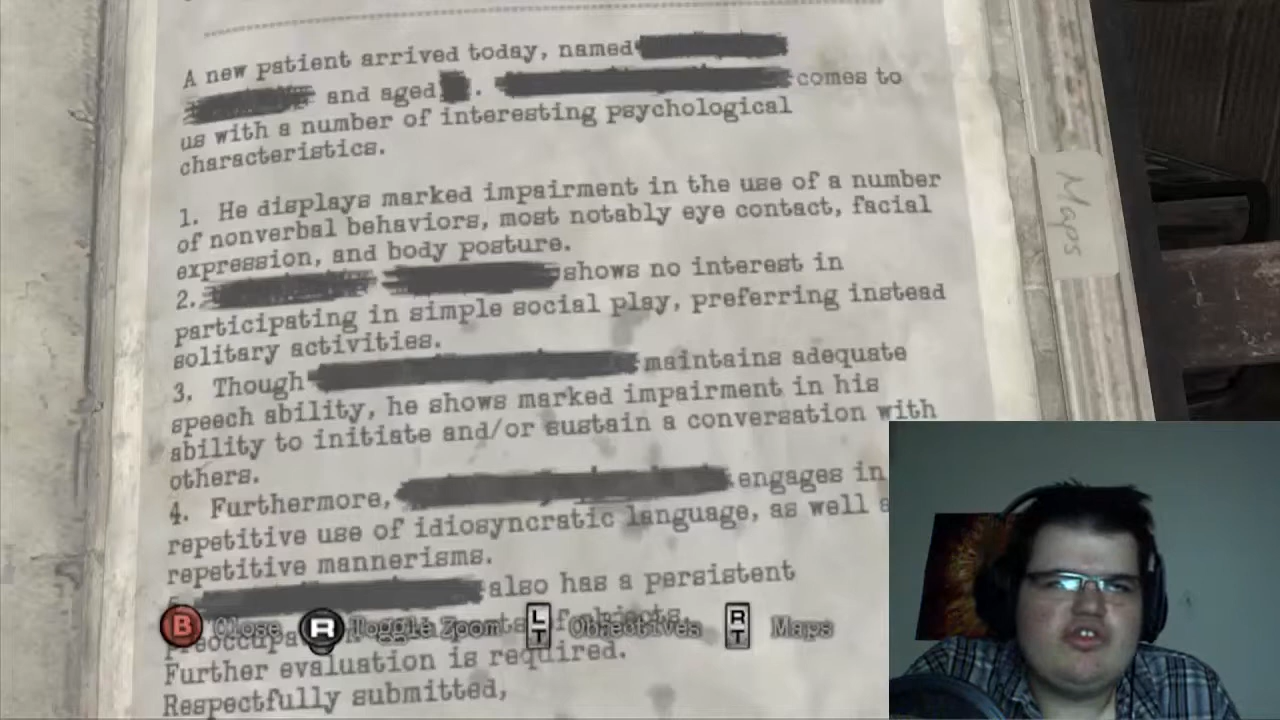 A new patient arrived today, named
and aged . comes to
us with a number of interesting psychological
characteristics.
1. He displays marked impairment in the use of a number
of nonverbal behaviors, most notably eye contact, facial
expression, and body posture.
2. shows no interest in
participating in simple social play, preferring instead
solitary activities.
3. Though maintains adequate
speech ability, he shows marked impairment in his
ability to initiate and/or sustain a conversation with
others.
4. Furthermore, engages in
repetitive use of idiosyncratic language, as well
repetitive mannerisms.
also has a persistent
of objects.
Further evaluation is required.
Respectfully submitted,
B Close R Toggle Zoom LT Objectives RT Maps
Maps